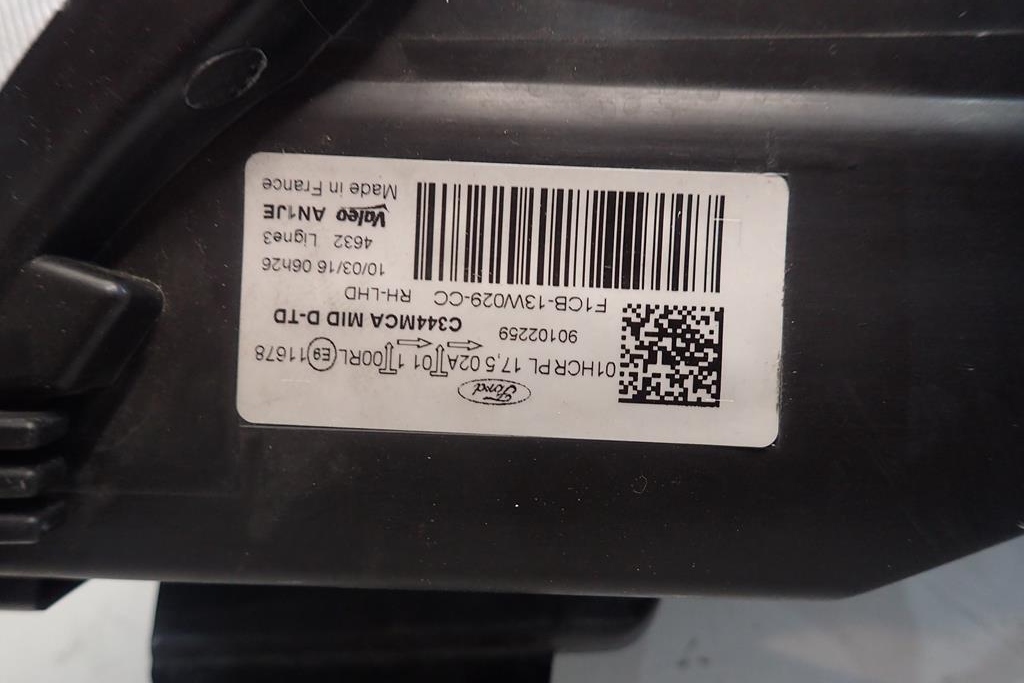 Ford
01HCR PL 17,5 02A 01 1 00RL E9 11678
90102259
C344MCA MID D-TD
F1CB-13W029-CC RH-LHD
10/03/16 06h26
4632 Ligne3
Valeo AN1JE
Made in France